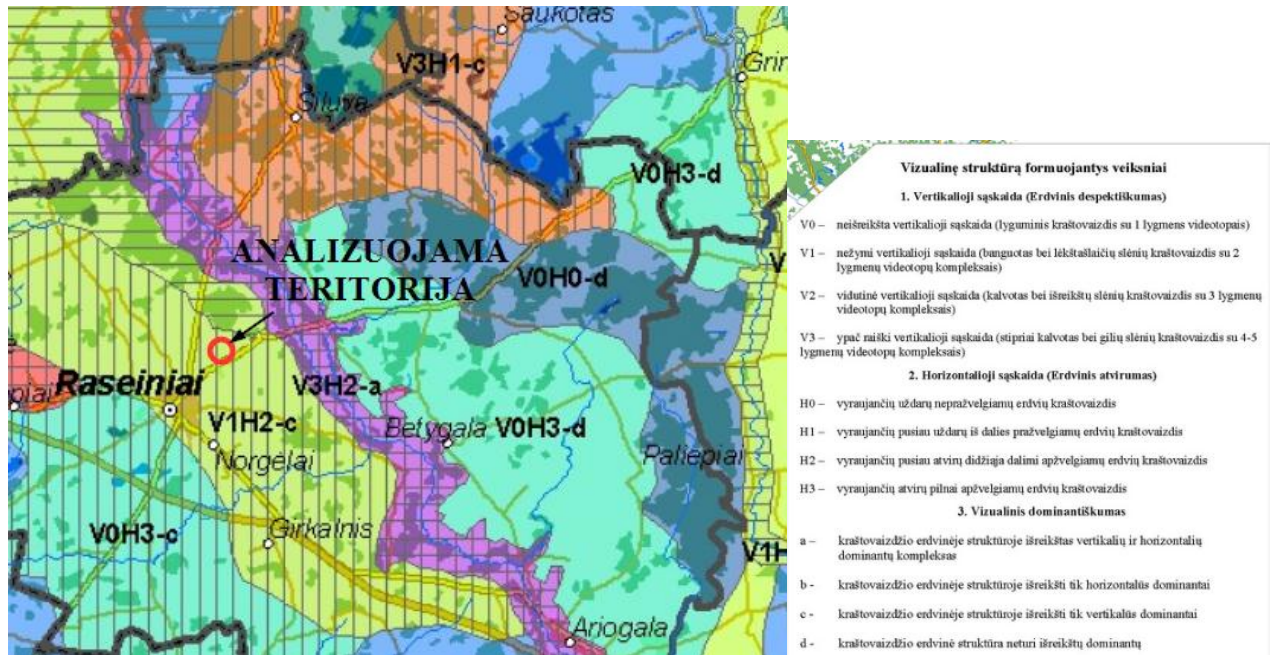 Saukotas
V3H1-c
Grin
Šiluva
V0H3-d
ANALIZUOJAMA
TERITORIJA
V0H0-d
V
plai
Raseiniai
V3H2-a
V1H2-c
Betygala
V0H3-d
Norgėlai
Paliepiai
V0H3-c
Girkalnis
V1H
Ariogala
Vizualinę struktūrą formuojantys veiksniai
1. Vertikalioji sąskaida (Erdvinis despektiškumas)
V0 – neišreikšta vertikalioji sąskaida (lyguminis kraštovaizdis su 1 lygmens videotopais)
V1 – nežymi vertikalioji sąskaida (banguotas bei lėkštašlaičių slėnių kraštovaizdis su 2
lygmenų videotopų kompleksais)
V2 – vidutinė vertikalioji sąskaida (kalvotas bei išreikštų slėnių kraštovaizdis su 3 lygmenų
videotopų kompleksais)
V3 – ypač raiški vertikalioji sąskaida (stipriai kalvotas bei gilių slėnių kraštovaizdis su 4-5
lygmenų videotopų kompleksais)
2. Horizontalioji sąskaida (Erdvinis atvirumas)
H0 – vyraujančių uždarų nepražvelgiamų erdvių kraštovaizdis
H1 – vyraujančių pusiau uždarų iš dalies pražvelgiamų erdvių kraštovaizdis
H2 – vyraujančių pusiau atvirų didžiąja dalimi apžvelgiamų erdvių kraštovaizdis
H3 – vyraujančių atvirų pilnai apžvelgiamų erdvių kraštovaizdis
3. Vizualinis dominantiškumas
a – kraštovaizdžio erdvinėje struktūroje išreikštas vertikalių ir horizontalių
dominantų kompleksas
b - kraštovaizdžio erdvinėje struktūroje išreikšti tik horizontalūs dominantai
c - kraštovaizdžio erdvinėje struktūroje išreikšti tik vertikalūs dominantai
d - kraštovaizdžio erdvinė struktūra neturi išreikštų dominantų